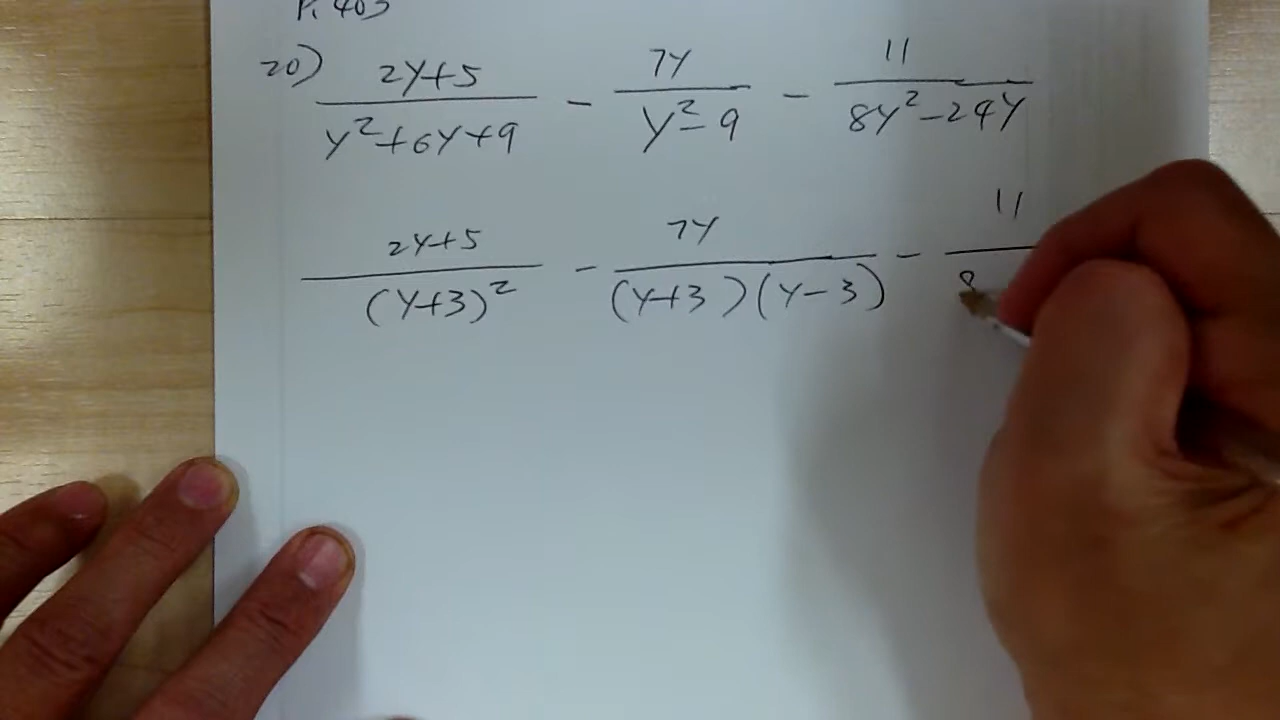 P. 403
20) 2y+5/y²+6y+9 - 7y/y²-9 - 11/8y²-24y
2y+5/(y+3)² - 7y/(y+3)(y-3) - 11/8